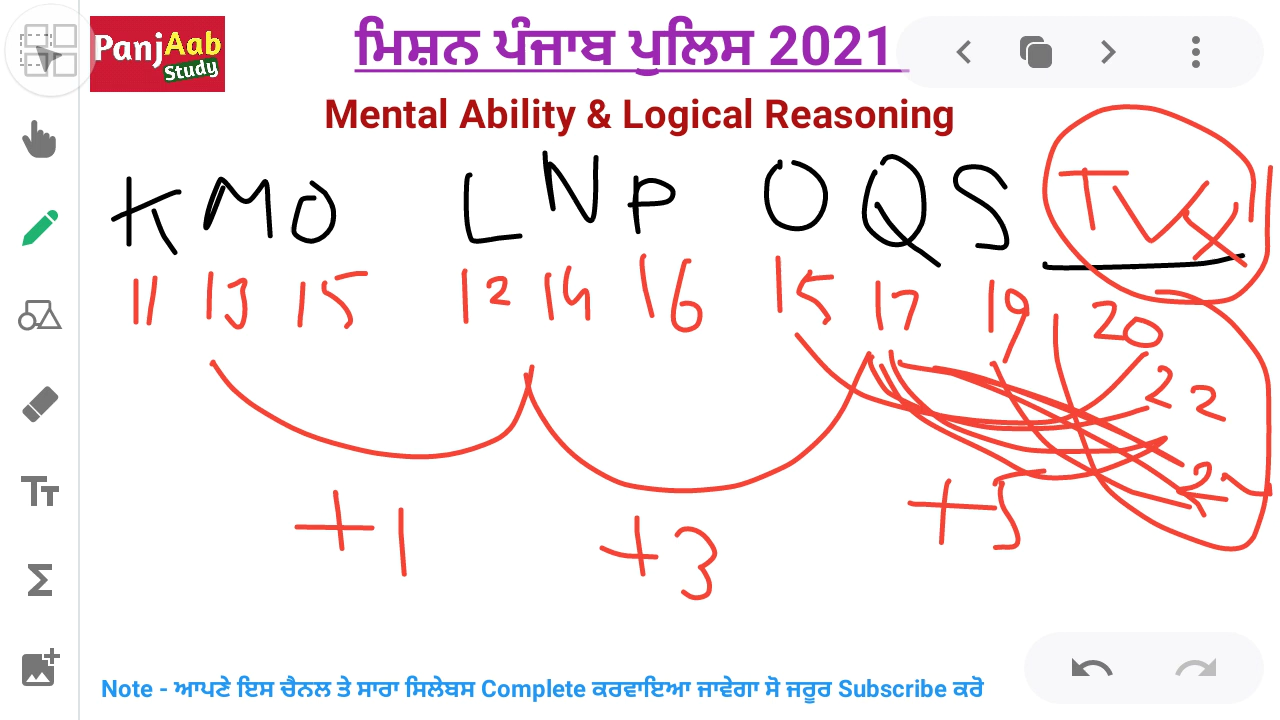 PanjAab
Study
ਮਿਸ਼ਨ ਪੰਜਾਬ ਪੁਲਿਸ 2021
Mental Ability & Logical Reasoning
KMO LNP OQS TVX
11 13 15 12 14 16 15 17 19 20
22
+1 +3 +5
Tт
Σ
Note - ਆਪਣੇ ਇਸ ਚੈਨਲ ਤੇ ਸਾਰਾ ਸਿਲੇਬਸ Complete ਕਰਵਾਇਆ ਜਾਵੇਗਾ ਸੋ ਜਰੂਰ Subscribe ਕਰੋ